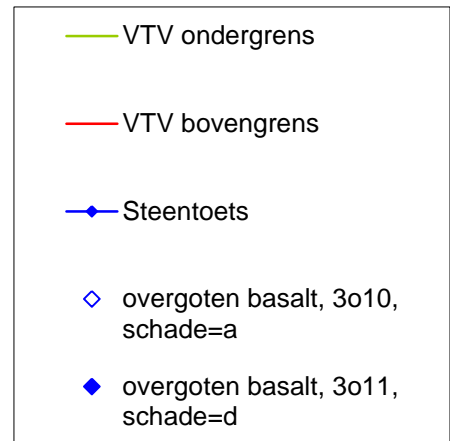 VTV ondergrens
VTV bovengrens
Steentoets
overgoten basalt, 3o10,
schade=a
overgoten basalt, 3o11,
schade=d